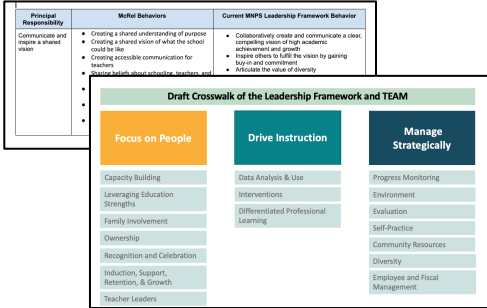 Principal
Responsibility
McRel Behaviors
Current MNPS Leadership Framework Behavior
Communicate and
inspire a shared
vision
Creating a shared understanding of purpose
Creating a shared vision of what the school
could be like
Creating accessible communication for
teachers
Sharing beliefs about schooling, teachers, and
Collaboratively create and communicate a clear,
compelling vision of high academic
achievement and growth
Inspire others to fulfill the vision by gaining
buy-in and commitment
Articulate the value of diversity
Draft Crosswalk of the Leadership Framework and TEAM
Focus on People
Capacity Building
Leveraging Education
Strengths
Family Involvement
Ownership
Recognition and Celebration
Induction, Support,
Retention, & Growth
Teacher Leaders
Drive Instruction
Data Analysis & Use
Interventions
Differentiated Professional
Learning
Manage
Strategically
Progress Monitoring
Environment
Evaluation
Self-Practice
Community Resources
Diversity
Employee and Fiscal
Management